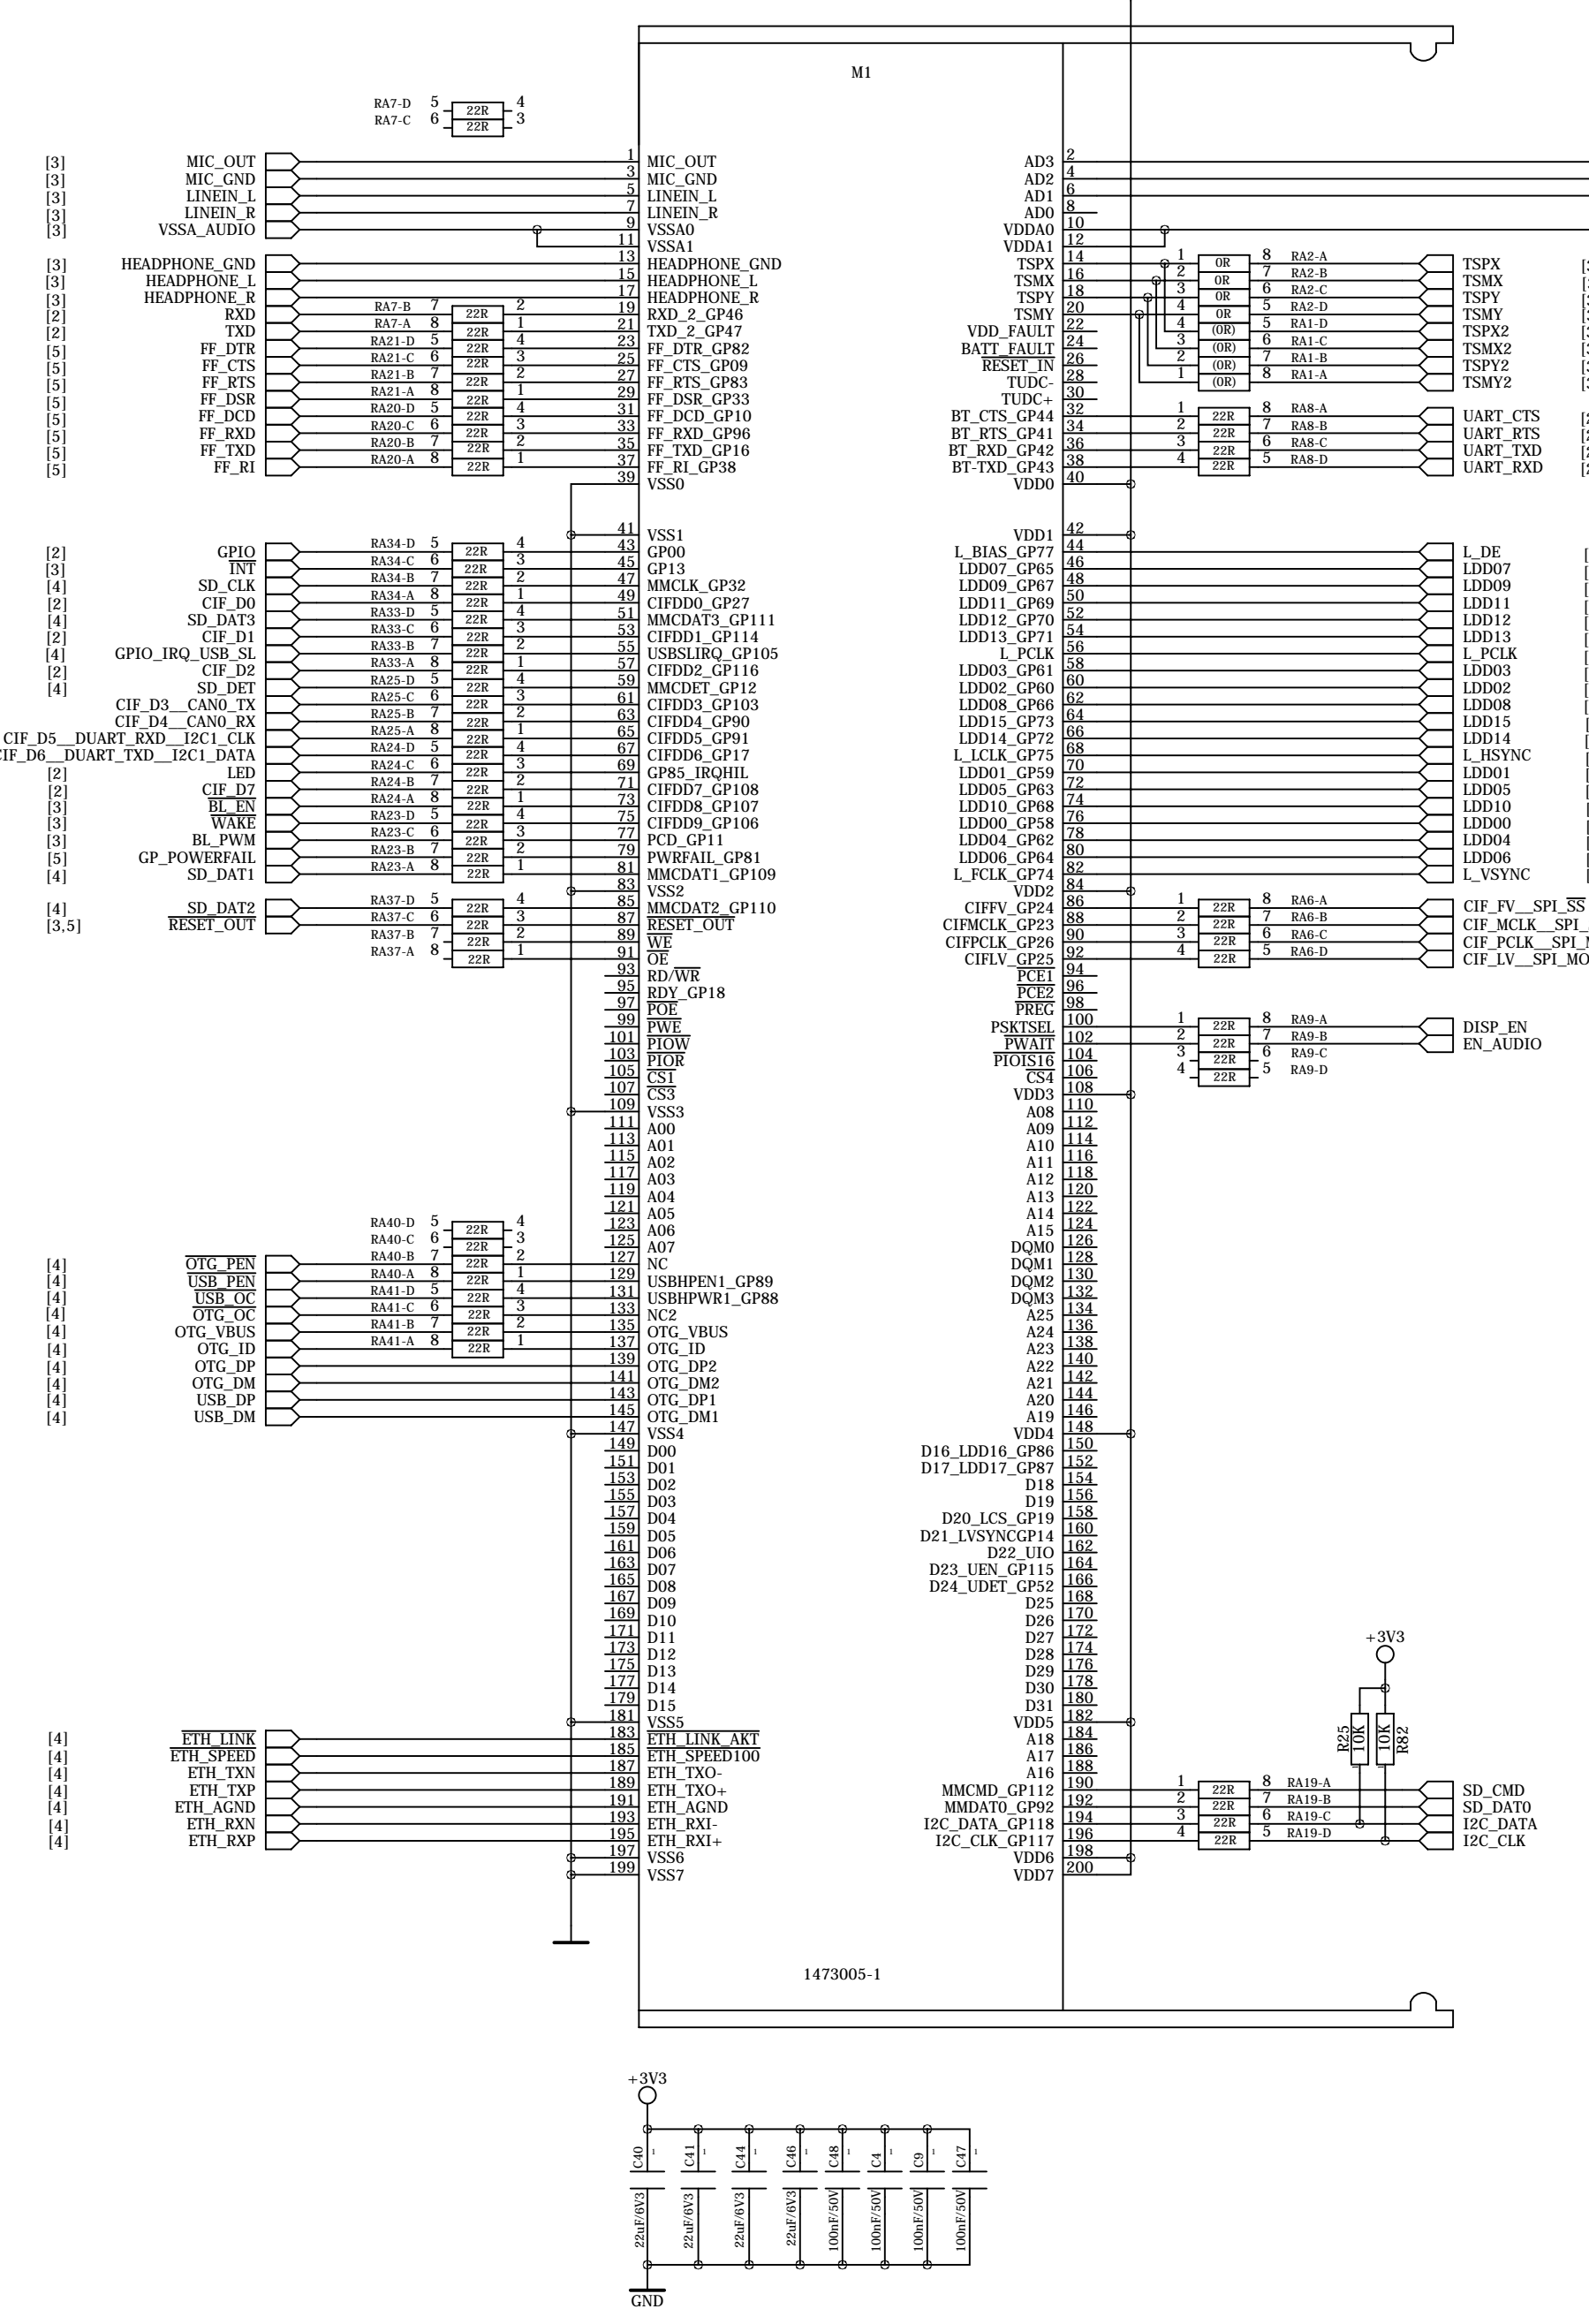 M1
RA7-D 5 22R 4
RA7-C 6 22R 3
[3] MIC_OUT 1 MIC_OUT
[3] MIC_GND 3 MIC_GND
[3] LINEIN_L 5 LINEIN_L
[3] LINEIN_R 7 LINEIN_R
[3] VSSA_AUDIO 9 VSSA0
11 VSSA1
[3] HEADPHONE_GND 13 HEADPHONE_GND
[3] HEADPHONE_L 15 HEADPHONE_L
[3] HEADPHONE_R 17 HEADPHONE_R
[2] RXD RA7-B 7 22R 2 19 RXD_2_GP46
[2] TXD RA7-A 8 22R 1 21 TXD_2_GP47
[5] FF_DTR RA21-D 5 22R 4 23 FF_DTR_GP82
[5] FF_CTS RA21-C 6 22R 3 25 FF_CTS_GP09
[5] FF_RTS RA21-B 7 22R 2 27 FF_RTS_GP83
[5] FF_DSR RA21-A 8 22R 1 29 FF_DSR_GP33
[5] FF_DCD RA20-D 5 22R 4 31 FF_DCD_GP10
[5] FF_RXD RA20-C 6 22R 3 33 FF_RXD_GP96
[5] FF_TXD RA20-B 7 22R 2 35 FF_TXD_GP16
[5] FF_RI RA20-A 8 22R 1 37 FF_RI_GP38
39 VSS0
41 VSS1
[2] GPIO RA34-D 5 22R 4 43 GP00
[3] INT RA34-C 6 22R 3 45 GP13
[4] SD_CLK RA34-B 7 22R 2 47 MMCLK_GP32
[2] CIF_D0 RA34-A 8 22R 1 49 CIFDD0_GP27
[4] SD_DAT3 RA33-D 5 22R 4 51 MMCDAT3_GP111
[2] CIF_D1 RA33-C 6 22R 3 53 CIFDD1_GP114
[4] GPIO_IRQ_USB_SL RA33-B 7 22R 2 55 USBSLIRQ_GP105
[2] CIF_D2 RA33-A 8 22R 1 57 CIFDD2_GP116
[4] SD_DET RA25-D 5 22R 4 59 MMCDET_GP12
CIF_D3__CAN0_TX RA25-C 6 22R 3 61 CIFDD3_GP103
CIF_D4__CAN0_RX RA25-B 7 22R 2 63 CIFDD4_GP90
CIF_D5__DUART_RXD__I2C1_CLK RA25-A 8 22R 1 65 CIFDD5_GP91
CIF_D6__DUART_TXD__I2C1_DATA RA24-D 5 22R 4 67 CIFDD6_GP17
[2] LED RA24-C 6 22R 3 69 GP85_IRQHIL
[2] CIF_D7 RA24-B 7 22R 2 71 CIFDD7_GP108
[3] BL_EN RA24-A 8 22R 1 73 CIFDD8_GP107
[3] WAKE RA23-D 5 22R 4 75 CIFDD9_GP106
[3] BL_PWM RA23-C 6 22R 3 77 PCD_GP11
[5] GP_POWERFAIL RA23-B 7 22R 2 79 PWRFAIL_GP81
[4] SD_DAT1 RA23-A 8 22R 1 81 MMCDAT1_GP109
83 VSS2
[4] SD_DAT2 RA37-D 5 22R 4 85 MMCDAT2_GP110
[3,5] RESET_OUT RA37-C 6 22R 3 87 RESET_OUT
RA37-B 7 22R 2 89 WE
RA37-A 8 22R 1 91 OE
93 RD/WR
95 RDY_GP18
97 POE
99 PWE
101 PIOW
103 PIOR
105 CS1
107 CS3
109 VSS3
111 A00
113 A01
115 A02
117 A03
119 A04
121 A05
RA40-D 5 22R 4 123 A06
RA40-C 6 22R 3 125 A07
[4] OTG_PEN RA40-B 7 22R 2 127 NC
[4] USB_PEN RA40-A 8 22R 1 129 USBHPEN1_GP89
[4] USB_OC RA41-D 5 22R 4 131 USBHPWR1_GP88
[4] OTG_OC RA41-C 6 22R 3 133 NC2
[4] OTG_VBUS RA41-B 7 22R 2 135 OTG_VBUS
[4] OTG_ID RA41-A 8 22R 1 137 OTG_ID
[4] OTG_DP 139 OTG_DP2
[4] OTG_DM 141 OTG_DM2
[4] USB_DP 143 OTG_DP1
[4] USB_DM 145 OTG_DM1
147 VSS4
149 D00
151 D01
153 D02
155 D03
157 D04
159 D05
161 D06
163 D07
165 D08
167 D09
169 D10
171 D11
173 D12
175 D13
177 D14
179 D15
181 VSS5
[4] ETH_LINK 183 ETH_LINK_AKT
[4] ETH_SPEED 185 ETH_SPEED100
[4] ETH_TXN 187 ETH_TXO-
[4] ETH_TXP 189 ETH_TXO+
[4] ETH_AGND 191 ETH_AGND
[4] ETH_RXN 193 ETH_RXI-
[4] ETH_RXP 195 ETH_RXI+
197 VSS6
199 VSS7
AD3 2
AD2 4
AD1 6
AD0 8
VDDA0 10
VDDA1 12
TSPX 14 1 0R 8 RA2-A TSPX
TSMX 16 2 0R 7 RA2-B TSMX
TSPY 18 3 0R 6 RA2-C TSPY
TSMY 20 4 0R 5 RA2-D TSMY
VDD_FAULT 22 4 (0R) 5 RA1-D TSPX2
BATT_FAULT 24 3 (0R) 6 RA1-C TSMX2
RESET_IN 26 2 (0R) 7 RA1-B TSPY2
TUDC- 28 1 (0R) 8 RA1-A TSMY2
TUDC+ 30
BT_CTS_GP44 32 1 22R 8 RA8-A UART_CTS
BT_RTS_GP41 34 2 22R 7 RA8-B UART_RTS
BT_RXD_GP42 36 3 22R 6 RA8-C UART_TXD
BT-TXD_GP43 38 4 22R 5 RA8-D UART_RXD
VDD0 40
VDD1 42
L_BIAS_GP77 44 L_DE
LDD07_GP65 46 LDD07
LDD09_GP67 48 LDD09
LDD11_GP69 50 LDD11
LDD12_GP70 52 LDD12
LDD13_GP71 54 LDD13
L_PCLK 56 L_PCLK
LDD03_GP61 58 LDD03
LDD02_GP60 60 LDD02
LDD08_GP66 62 LDD08
LDD15_GP73 64 LDD15
LDD14_GP72 66 LDD14
L_LCLK_GP75 68 L_HSYNC
LDD01_GP59 70 LDD01
LDD05_GP63 72 LDD05
LDD10_GP68 74 LDD10
LDD00_GP58 76 LDD00
LDD04_GP62 78 LDD04
LDD06_GP64 80 LDD06
L_FCLK_GP74 82 L_VSYNC
VDD2 84
CIFFV_GP24 86 1 22R 8 RA6-A CIF_FV__SPI_SS
CIFMCLK_GP23 88 2 22R 7 RA6-B CIF_MCLK__SPI_
CIFPCLK_GP26 90 3 22R 6 RA6-C CIF_PCLK__SPI_M
CIFLV_GP25 92 4 22R 5 RA6-D CIF_LV__SPI_MO
PCE1 94
PCE2 96
PREG 98
PSKTSEL 100 1 22R 8 RA9-A DISP_EN
PWAIT 102 2 22R 7 RA9-B EN_AUDIO
PIOIS16 104 3 22R 6 RA9-C
CS4 106 4 22R 5 RA9-D
VDD3 108
A08 110
A09 112
A10 114
A11 116
A12 118
A13 120
A14 122
A15 124
DQM0 126
DQM1 128
DQM2 130
DQM3 132
A25 134
A24 136
A23 138
A22 140
A21 142
A20 144
A19 146
VDD4 148
D16_LDD16_GP86 150
D17_LDD17_GP87 152
D18 154
D19 156
D20_LCS_GP19 158
D21_LVSYNCGP14 160
D22_UIO 162
D23_UEN_GP115 164
D24_UDET_GP52 166
D25 168
D26 170
D27 172
D28 174
D29 176
D30 178
D31 180
VDD5 182
A18 184
A17 186
A16 188
+3V3
R25 10K 10K R82
MMCMD_GP112 190 1 22R 8 RA19-A SD_CMD
MMDAT0_GP92 192 2 22R 7 RA19-B SD_DAT0
I2C_DATA_GP118 194 3 22R 6 RA19-C I2C_DATA
I2C_CLK_GP117 196 4 22R 5 RA19-D I2C_CLK
VDD6 198
VDD7 200
1473005-1
+3V3
C40 1 C41 1 C44 1 C46 1 C48 1 C4 1 C9 1 C47 1
22uF/6V3 22uF/6V3 22uF/6V3 22uF/6V3 100nF/50V 100nF/50V 100nF/50V 100nF/50V
GND